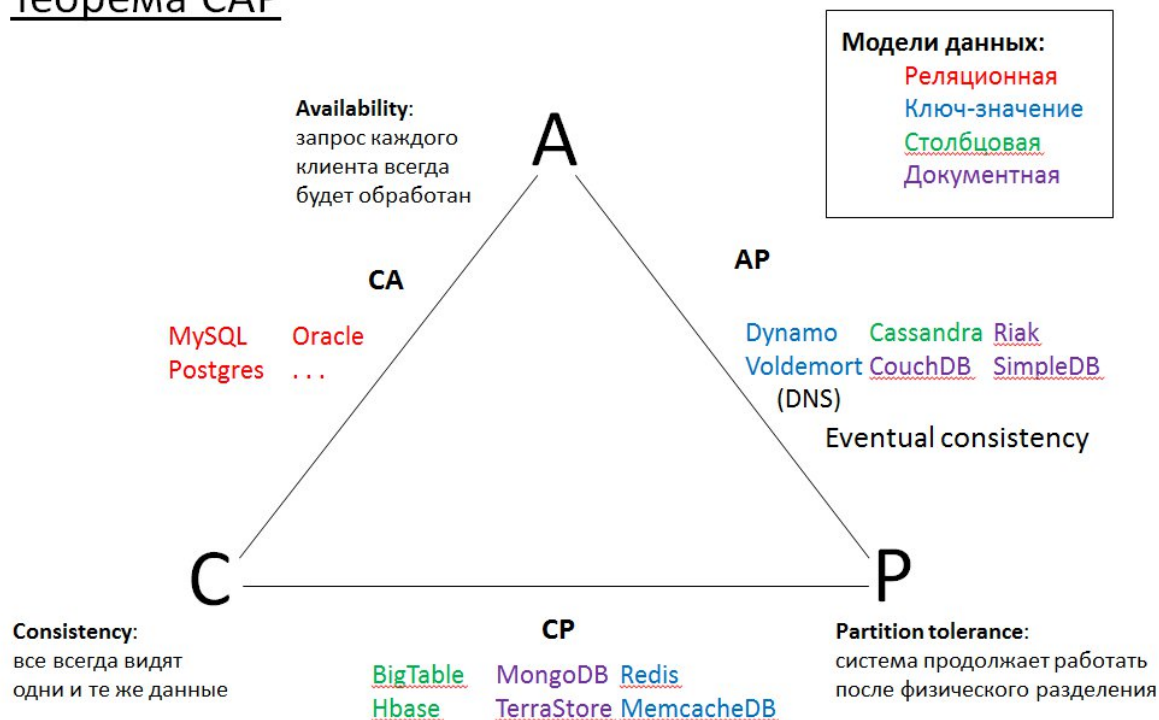 Теорема CAP
Модели данных:
Реляционная
Ключ-значение
Столбцовая
Документная
Availability:
запрос каждого
клиента всегда
будет обработан
A
CA
AP
MySQL Oracle
Postgres . . .
Dynamo Cassandra Riak
Voldemort CouchDB SimpleDB
(DNS)
Eventual consistency
C
P
Consistency:
все всегда видят
одни и те же данные
CP
BigTable MongoDB Redis
Hbase TerraStore MemcacheDB
Partition tolerance:
система продолжает работать
после физического разделения